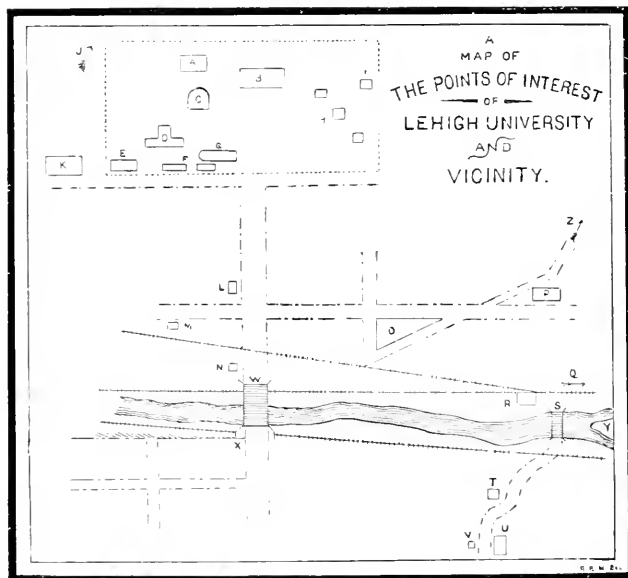 A
MAP OF
THE POINTS OF INTEREST
OF
LEHIGH UNIVERSITY
AND
VICINITY.
J
A
B
C
D
E
F
G
K
Z
L
P
O
N
W
Q
R
S
Y
X
T
V
U